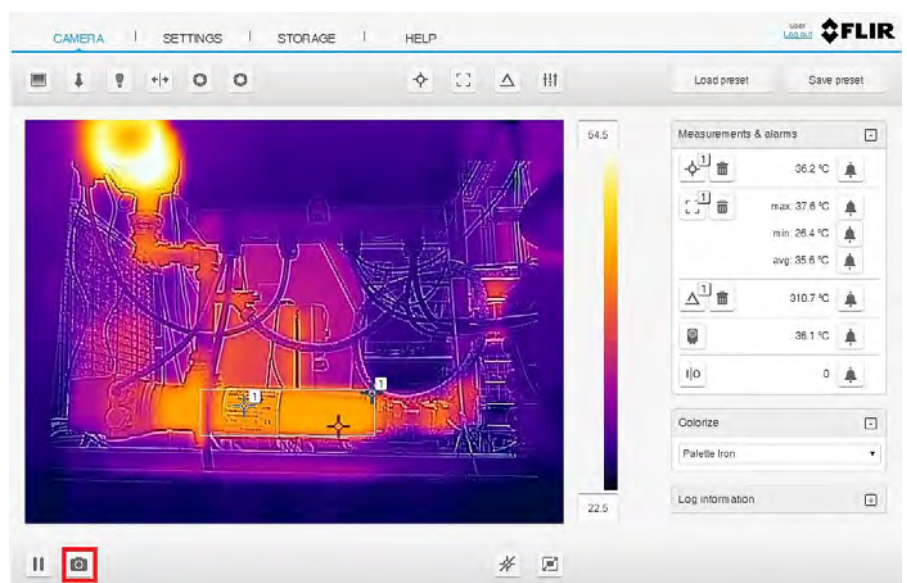 CAMERA | SETTINGS | STORAGE | HELP
user
Log out
FLIR
Load preset Save preset
54.5
Measurements & alarms
1 36.2 °C
1 max: 37.6 °C
min: 26.4 °C
avg: 35.6 °C
1 310.7 °C
36.1 °C
I|O 0
1
1
Colorize
Palette Iron
Log information
22.5